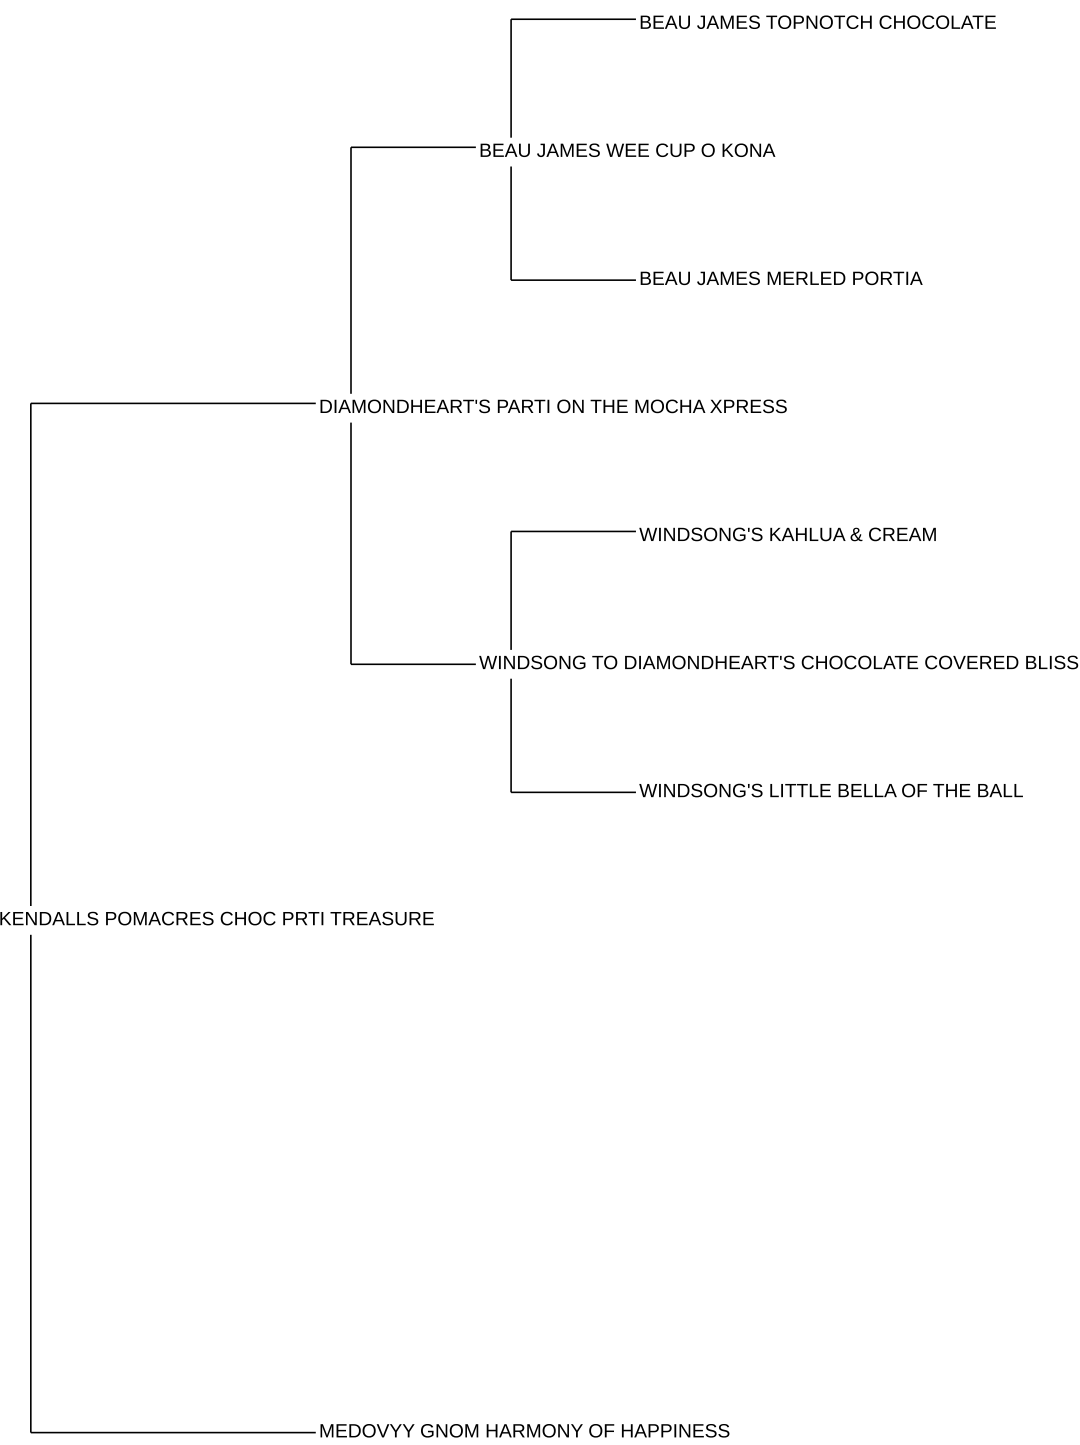 BEAU JAMES TOPNOTCH CHOCOLATE
BEAU JAMES WEE CUP O KONA
BEAU JAMES MERLED PORTIA
DIAMONDHEART'S PARTI ON THE MOCHA XPRESS
WINDSONG'S KAHLUA & CREAM
WINDSONG TO DIAMONDHEART'S CHOCOLATE COVERED BLISS
WINDSONG'S LITTLE BELLA OF THE BALL
KENDALLS POMACRES CHOC PRTI TREASURE
MEDOVYY GNOM HARMONY OF HAPPINESS